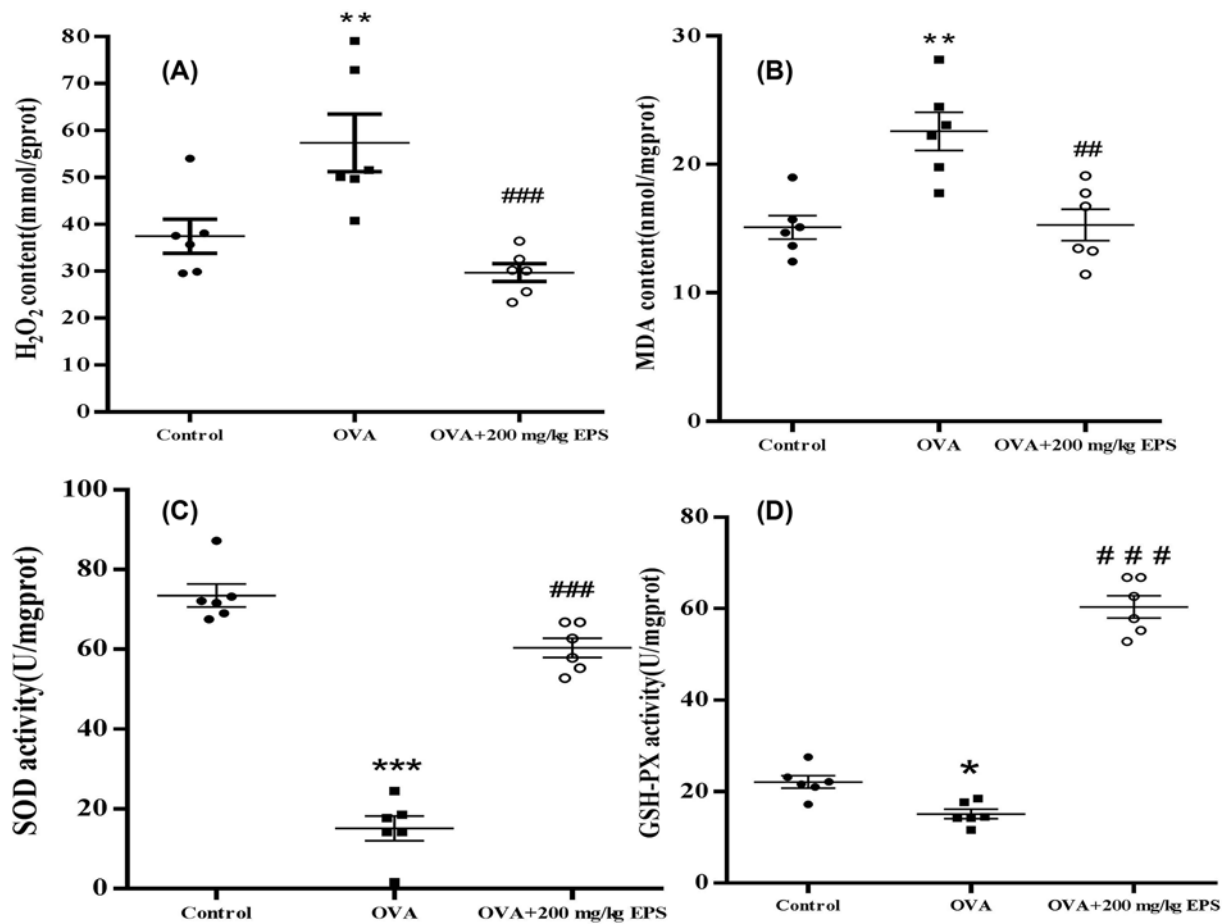 (A)
H₂O₂ content(mmol/gprot)
80
70
60
50
40
30
20
10
0
**
###
Control
OVA
OVA+200 mg/kg EPS
(B)
MDA content(nmol/mgprot)
30
20
10
0
**
##
Control
OVA
OVA+200 mg/kg EPS
(C)
SOD activity(U/mgprot)
100
80
60
40
20
0
***
###
Control
OVA
OVA+200 mg/kg EPS
(D)
GSH-PX activity(U/mgprot)
80
60
40
20
0
*
# # #
Control
OVA
OVA+200 mg/kg EPS